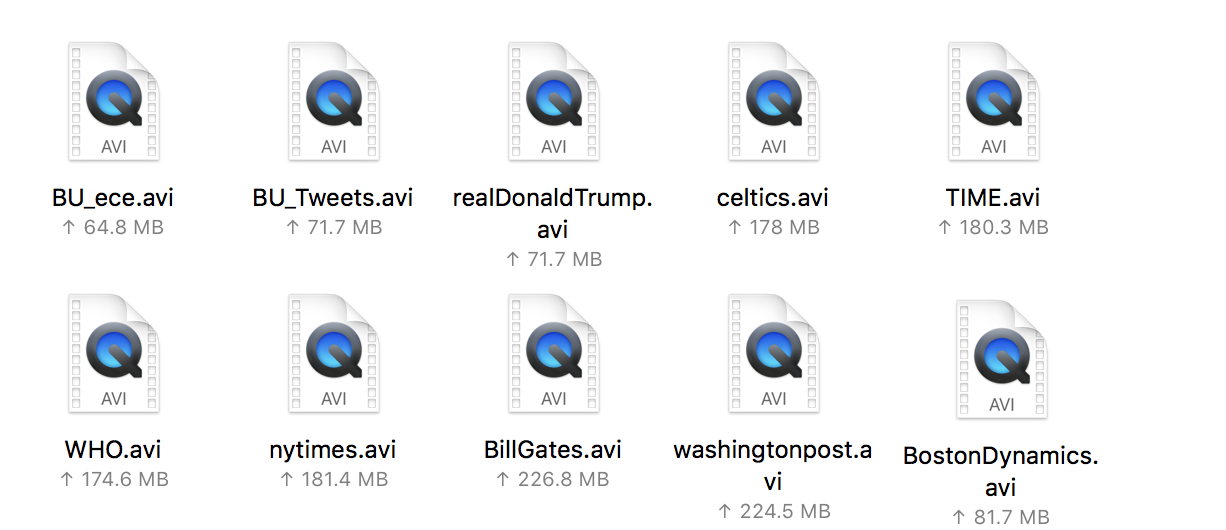 AVI AVI AVI AVI AVI
BU_ece.avi BU_Tweets.avi realDonaldTrump. celtics.avi TIME.avi
↑ 64.8 MB ↑ 71.7 MB avi ↑ 178 MB ↑ 180.3 MB
↑ 71.7 MB
AVI AVI AVI AVI AVI
WHO.avi nytimes.avi BillGates.avi washingtonpost.a BostonDynamics.
↑ 174.6 MB ↑ 181.4 MB ↑ 226.8 MB vi avi
↑ 224.5 MB ↑ 81.7 MB